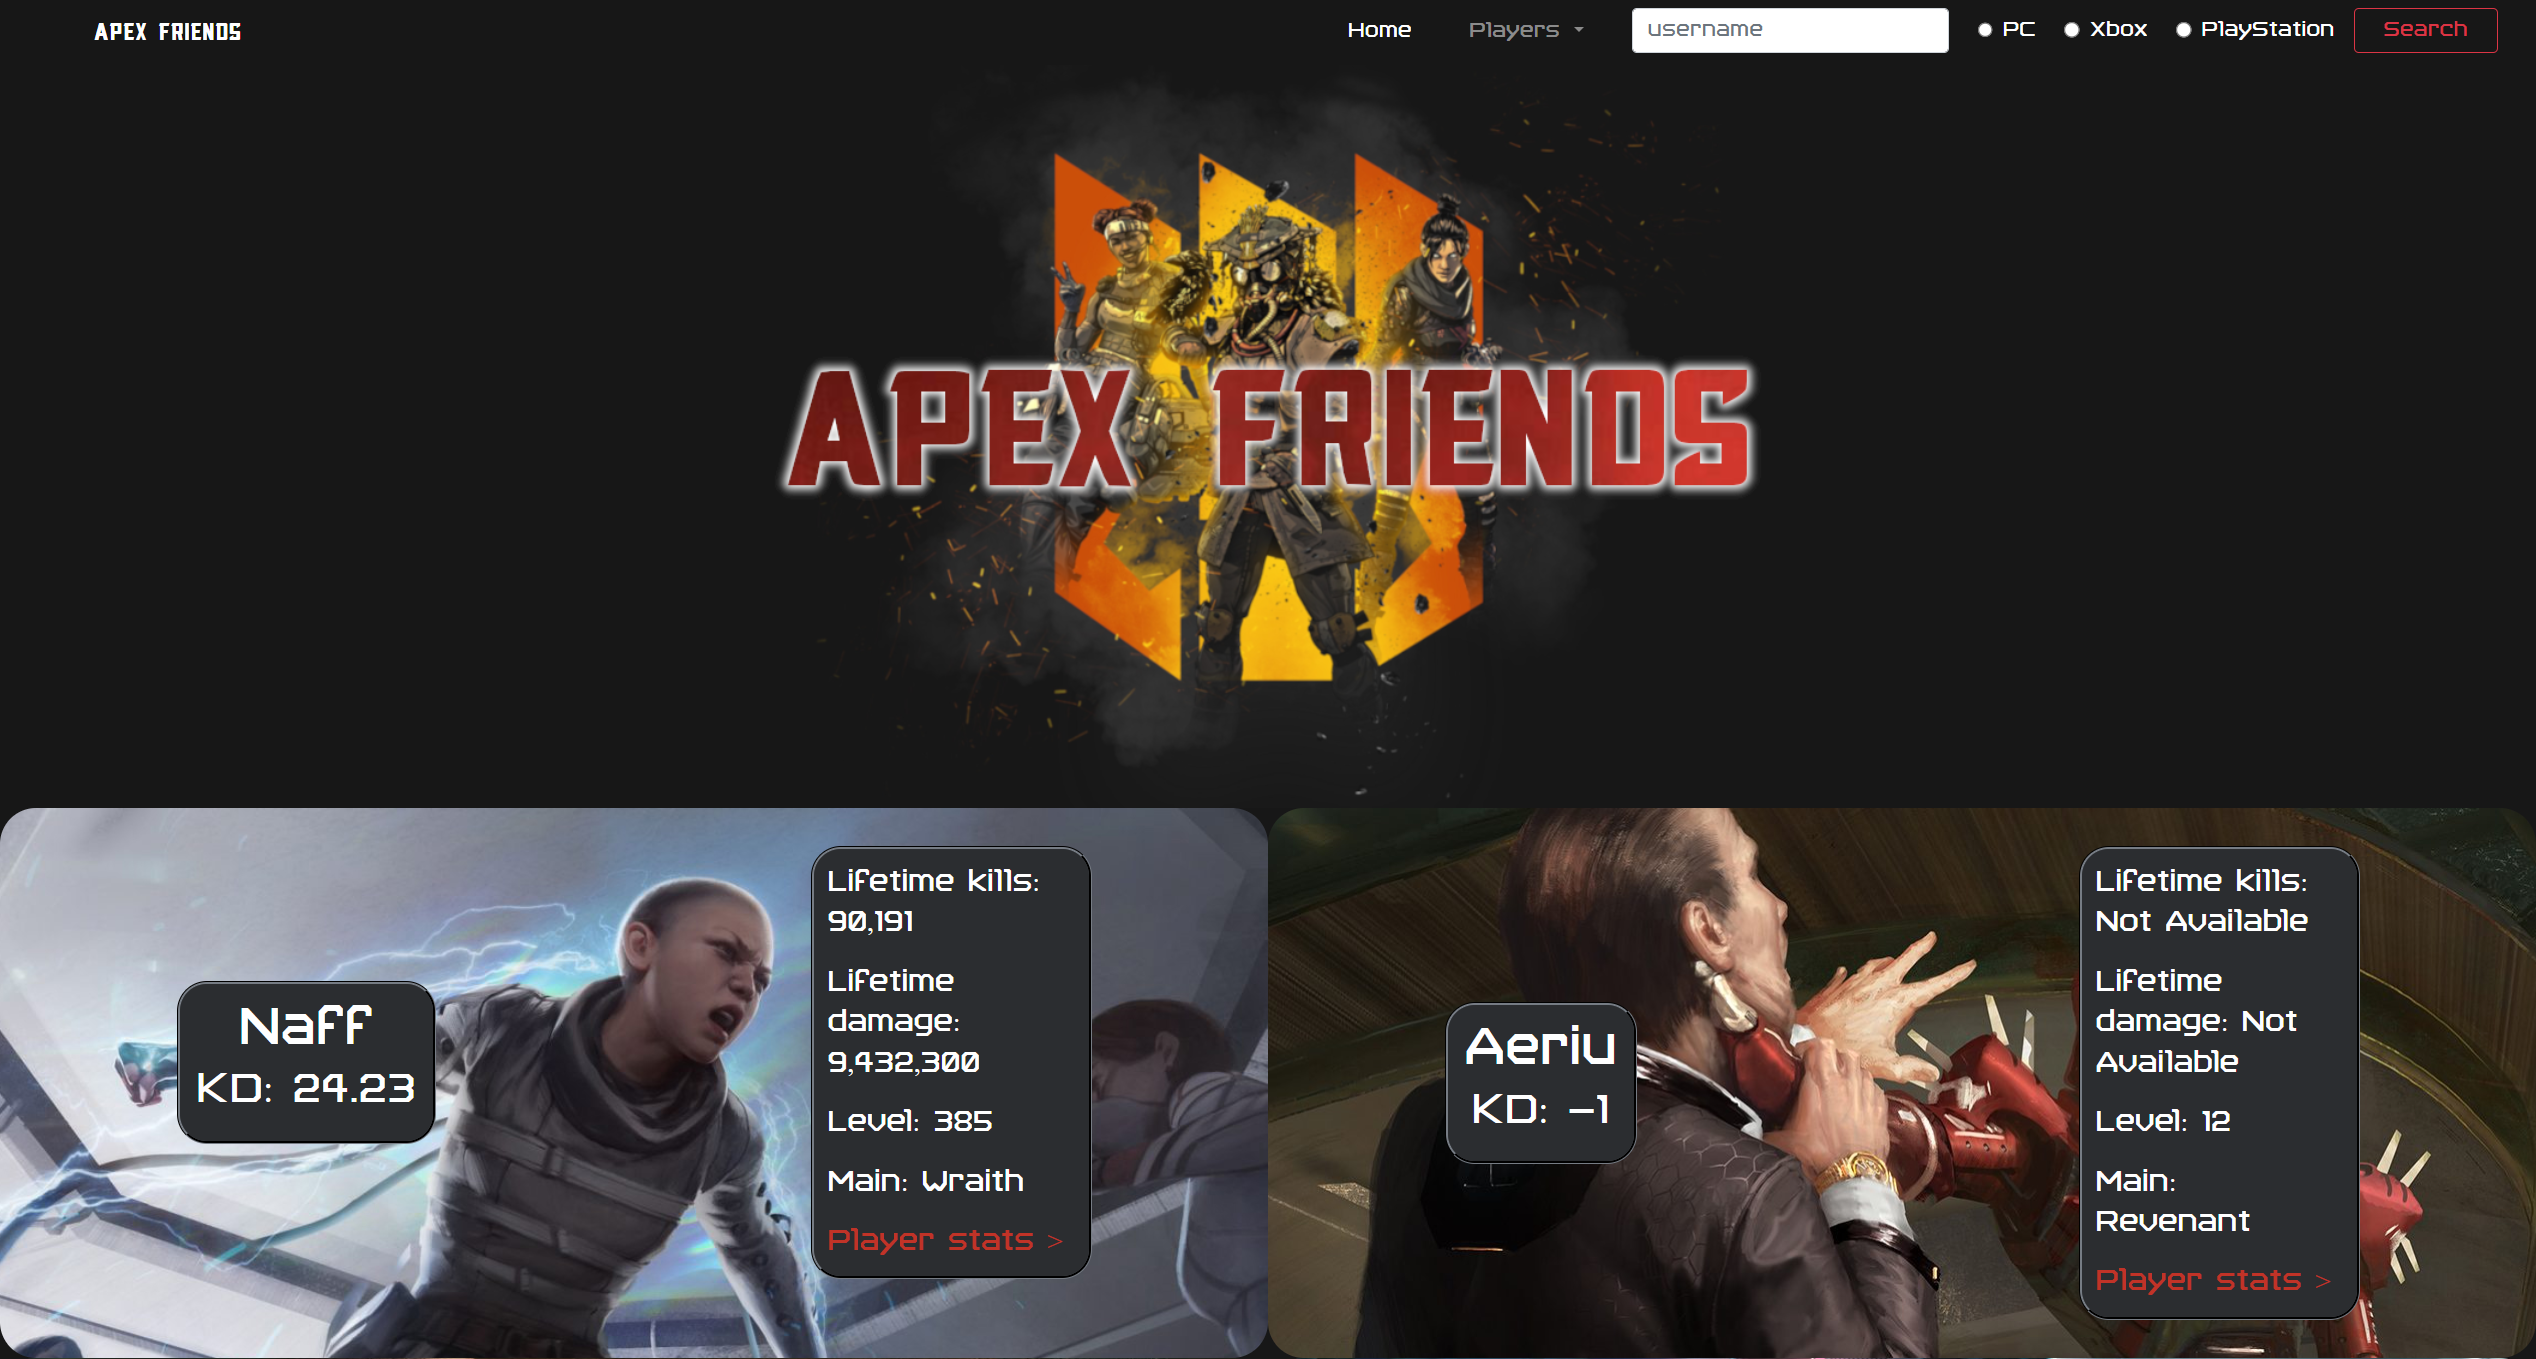 APEX FRIENDS
Home
Players
username
PC
Xbox
PlayStation
Search
APEX FRIENDS
Naff
KD: 24.23
Lifetime kills:
90,191
Lifetime
damage:
9,432,300
Level: 385
Main: Wraith
Player stats >
Aeriu
KD: -1
Lifetime kills:
Not Available
Lifetime
damage: Not
Available
Level: 12
Main:
Revenant
Player stats >